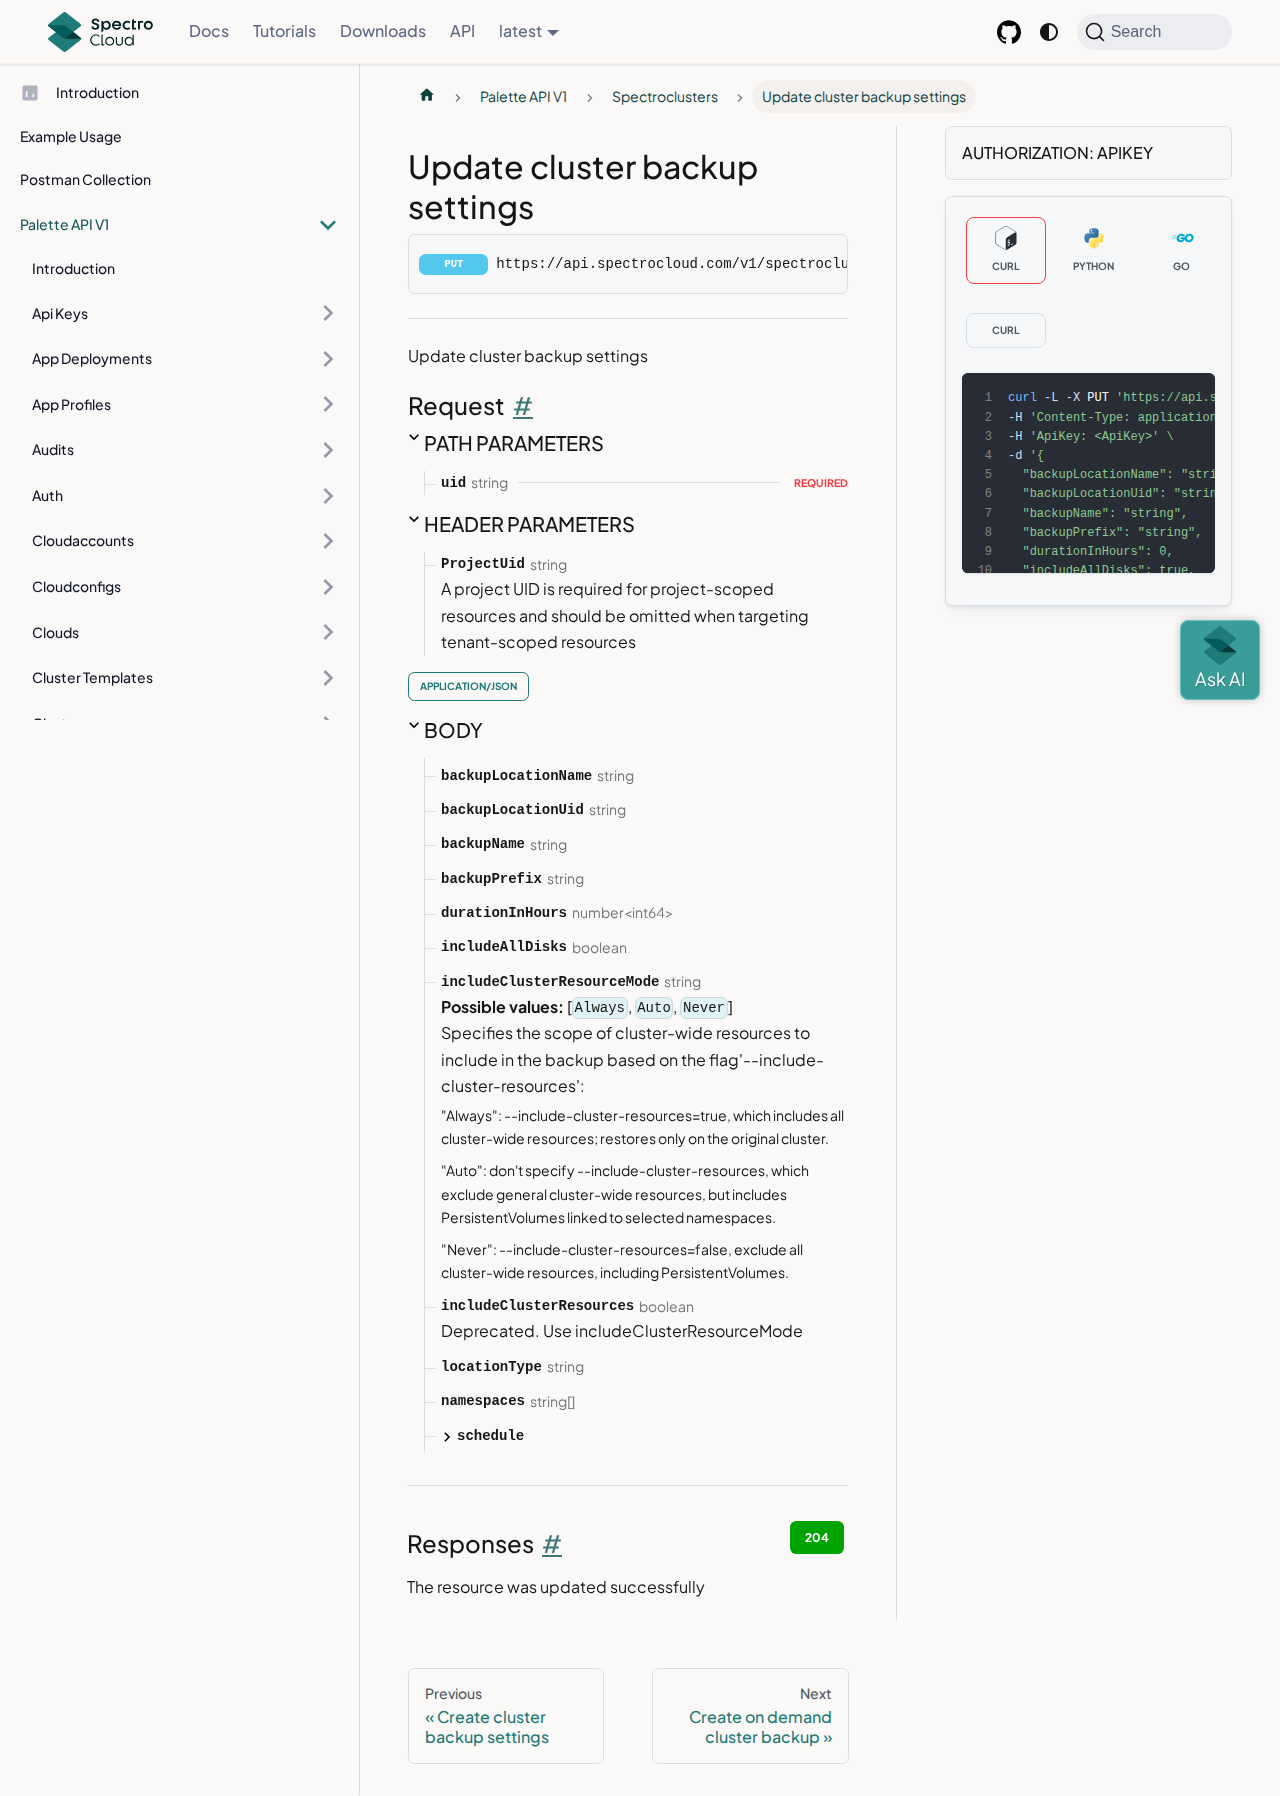 Spectro Cloud
Docs
Tutorials
Downloads
API
latest
Search
Introduction
Example Usage
Postman Collection
Palette API V1
Introduction
Api Keys
App Deployments
App Profiles
Audits
Auth
Cloudaccounts
Cloudconfigs
Clouds
Cluster Templates
Palette API V1
Spectroclusters
Update cluster backup settings
Update cluster backup
settings
PUT https://api.spectrocloud.com/v1/spectroclu
Update cluster backup settings
Request #
PATH PARAMETERS
uid string REQUIRED
HEADER PARAMETERS
ProjectUid string
A project UID is required for project-scoped
resources and should be omitted when targeting
tenant-scoped resources
APPLICATION/JSON
BODY
backupLocationName string
backupLocationUid string
backupName string
backupPrefix string
durationInHours number<int64>
includeAllDisks boolean
includeClusterResourceMode string
Possible values: [Always, Auto, Never]
Specifies the scope of cluster-wide resources to
include in the backup based on the flag'--include-
cluster-resources':
"Always": --include-cluster-resources=true, which includes all
cluster-wide resources; restores only on the original cluster.
"Auto": don't specify --include-cluster-resources, which
exclude general cluster-wide resources, but includes
PersistentVolumes linked to selected namespaces.
"Never": --include-cluster-resources=false, exclude all
cluster-wide resources, including PersistentVolumes.
includeClusterResources boolean
Deprecated. Use includeClusterResourceMode
locationType string
namespaces string[]
schedule
Responses #
204
The resource was updated successfully
Previous
« Create cluster
backup settings
Next
Create on demand
cluster backup »
AUTHORIZATION: APIKEY
CURL
PYTHON
GO
CURL
1 curl -L -X PUT 'https://api.s
2 -H 'Content-Type: application
3 -H 'ApiKey: <ApiKey>' \
4 -d '{
5 "backupLocationName": "stri
6 "backupLocationUid": "strin
7 "backupName": "string",
8 "backupPrefix": "string",
9 "durationInHours": 0,
10 "includeAllDisks": true,
Ask AI